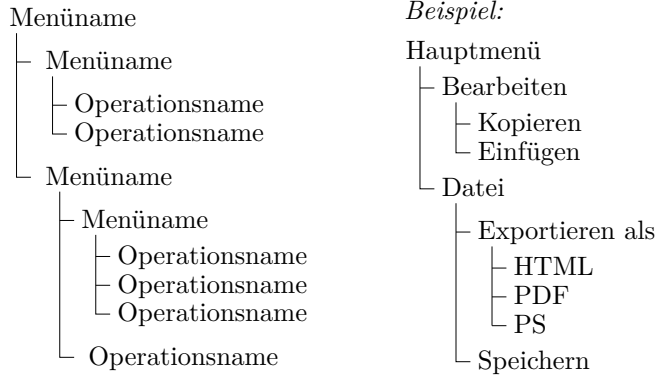 Menüname
Menüname
Operationsname
Operationsname
Menüname
Menüname
Operationsname
Operationsname
Operationsname
Operationsname
Beispiel:
Hauptmenü
Bearbeiten
Kopieren
Einfügen
Datei
Exportieren als
HTML
PDF
PS
Speichern